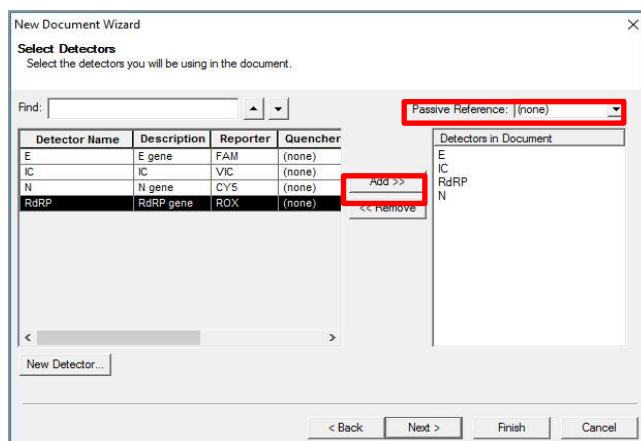 New Document Wizard
Select Detectors
Select the detectors you will be using in the document.
Find:
Passive Reference: (none)
Detector Name Description Reporter Quencher
E E gene FAM (none)
IC IC VIC (none)
N N gene CY5 (none)
RdRP RdRP gene ROX (none)
Add >>
<< Remove
Detectors in Document
E
IC
RdRP
N
New Detector...
< Back Next > Finish Cancel